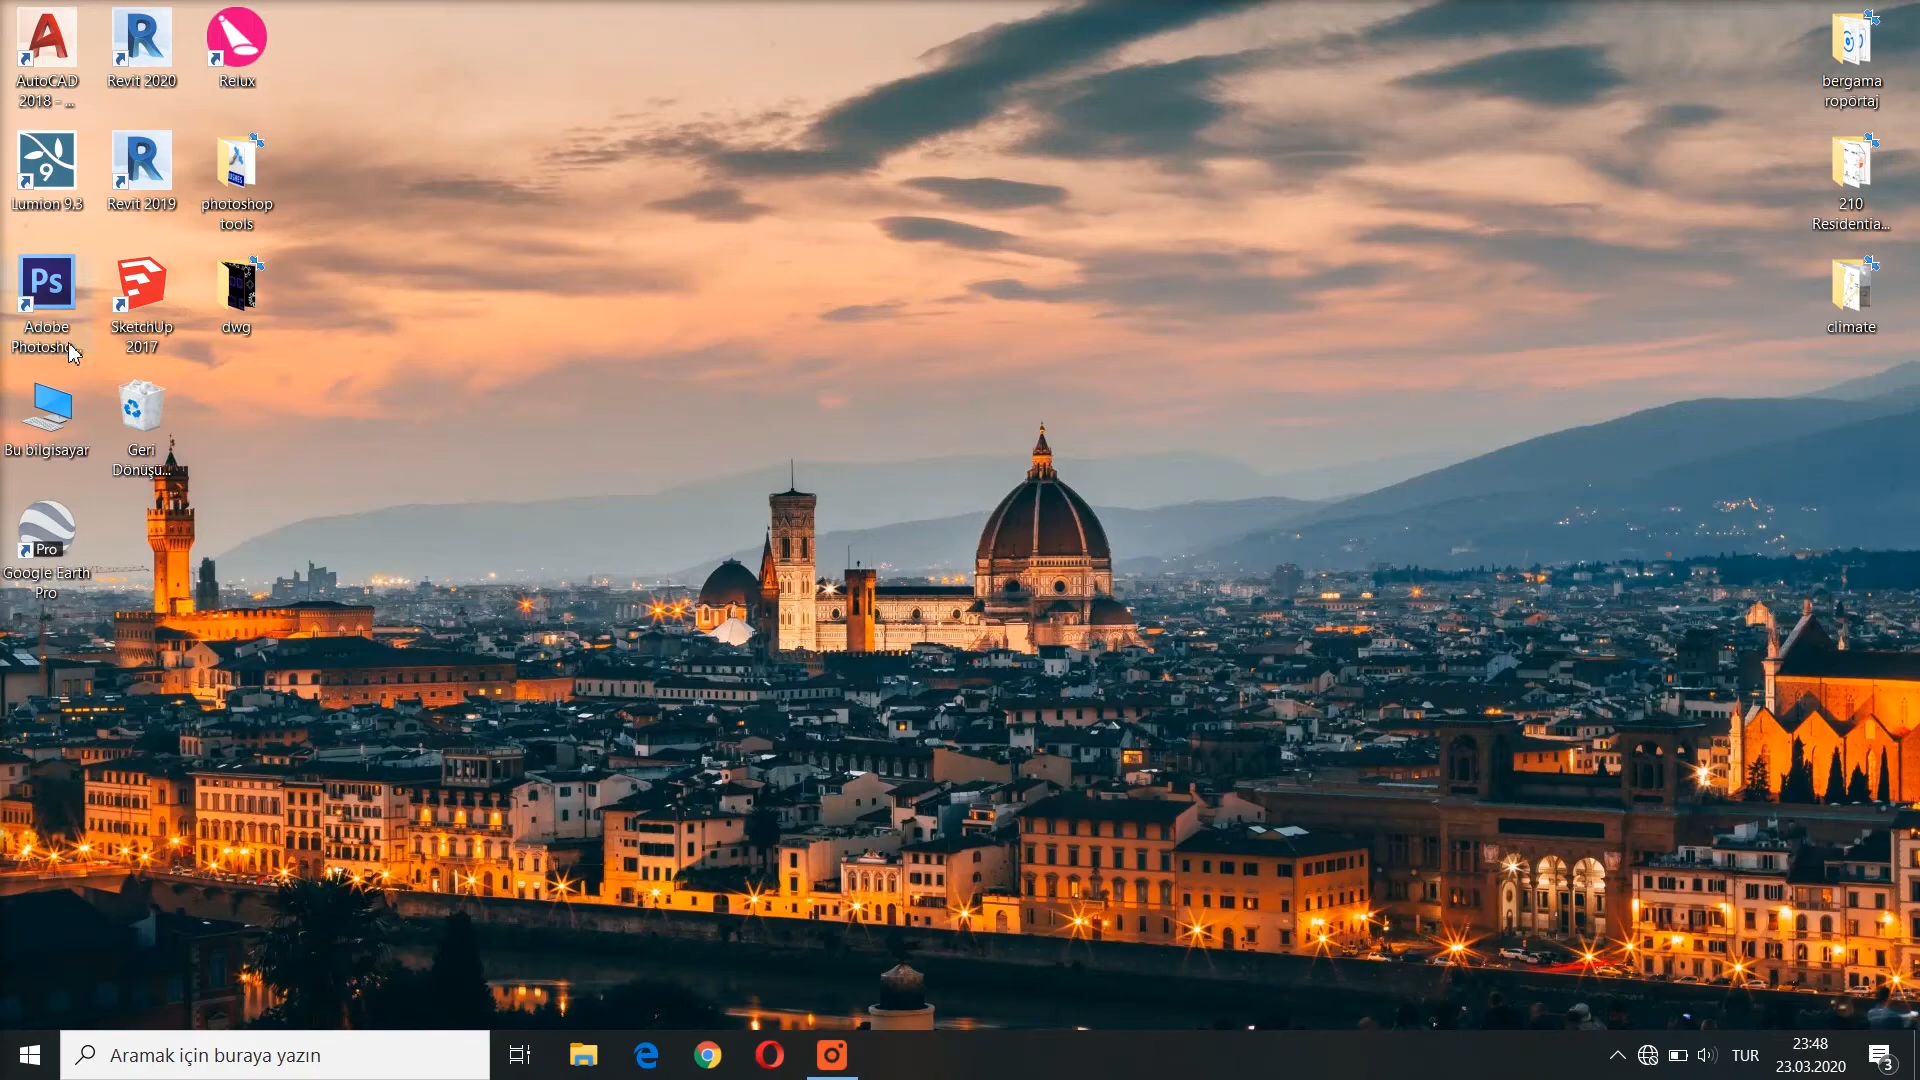 AutoCAD
2018 - ...
Revit 2020
Relux
9
Lumion 9.3
Revit 2019
photoshop
tools
Ps
Adobe
SketchUp
2017
dwg
Bu bilgisayar
Geri
Dönüşü...
Pro
Google Earth
Pro
bergama
ropörtaj
210
Residentia...
climate
Aramak için buraya yazın
TUR
23:48
23.03.2020
3